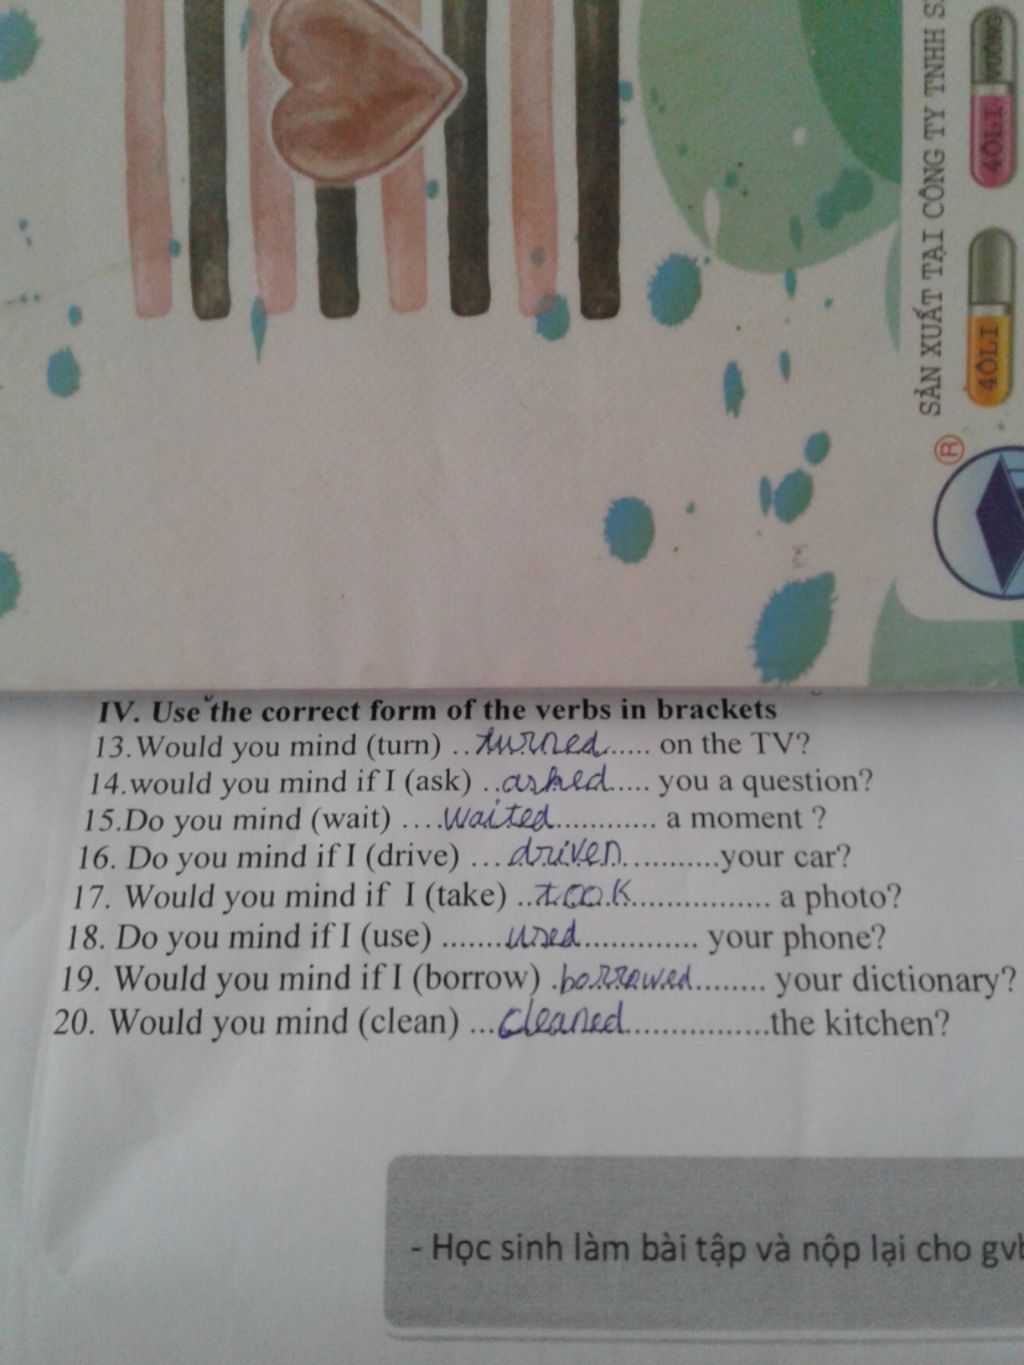 SẢN XUẤT TẠI CÔNG TY TNHH
4ÔLI VUÔNG
4ÔLI
®
IV. Use the correct form of the verbs in brackets
13.Would you mind (turn) ..turned...... on the TV?
14.would you mind if I (ask) ..asked..... you a question?
15.Do you mind (wait) ....waited............ a moment ?
16. Do you mind if I (drive) ...driven............your car?
17. Would you mind if I (take) ..took................ a photo?
18. Do you mind if I (use) .......used............. your phone?
19. Would you mind if I (borrow) .borrowed........ your dictionary?
20. Would you mind (clean) ...cleaned................the kitchen?
- Học sinh làm bài tập và nộp lại cho